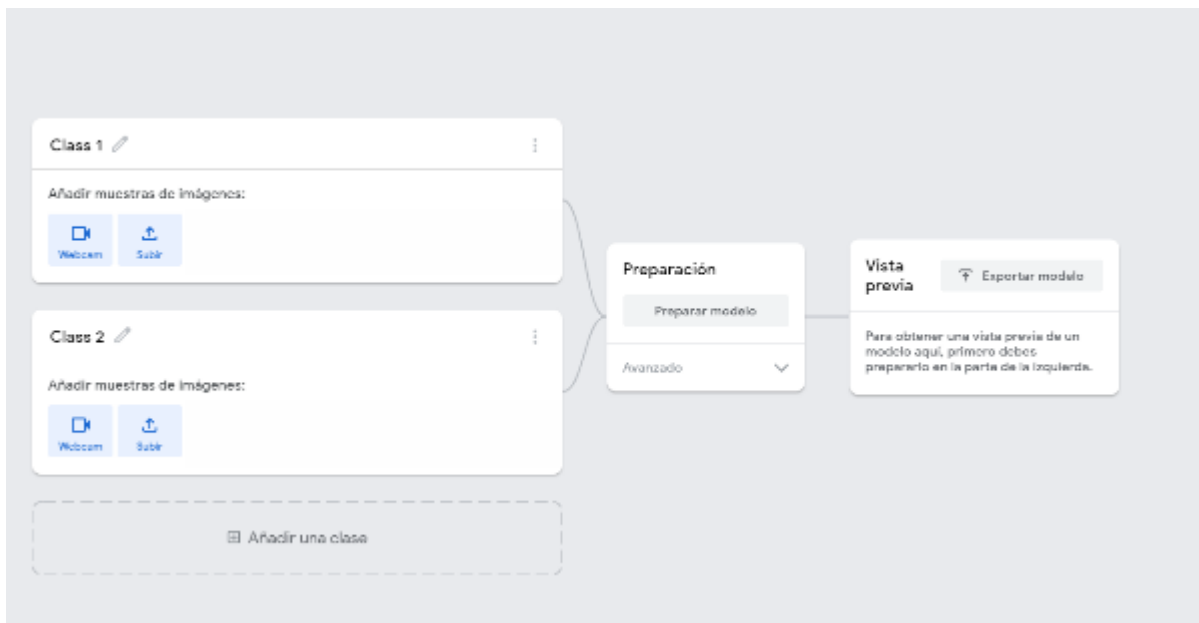 Class 1
Añadir muestras de imágenes:
Webcam
Subir
Class 2
Añadir muestras de imágenes:
Webcam
Subir
Añadir una clase
Preparación
Preparar modelo
Avanzado
Vista
previa
Exportar modelo
Para obtener una vista previa de un
modelo aquí, primero debes
prepararlo en la parte de la izquierda.